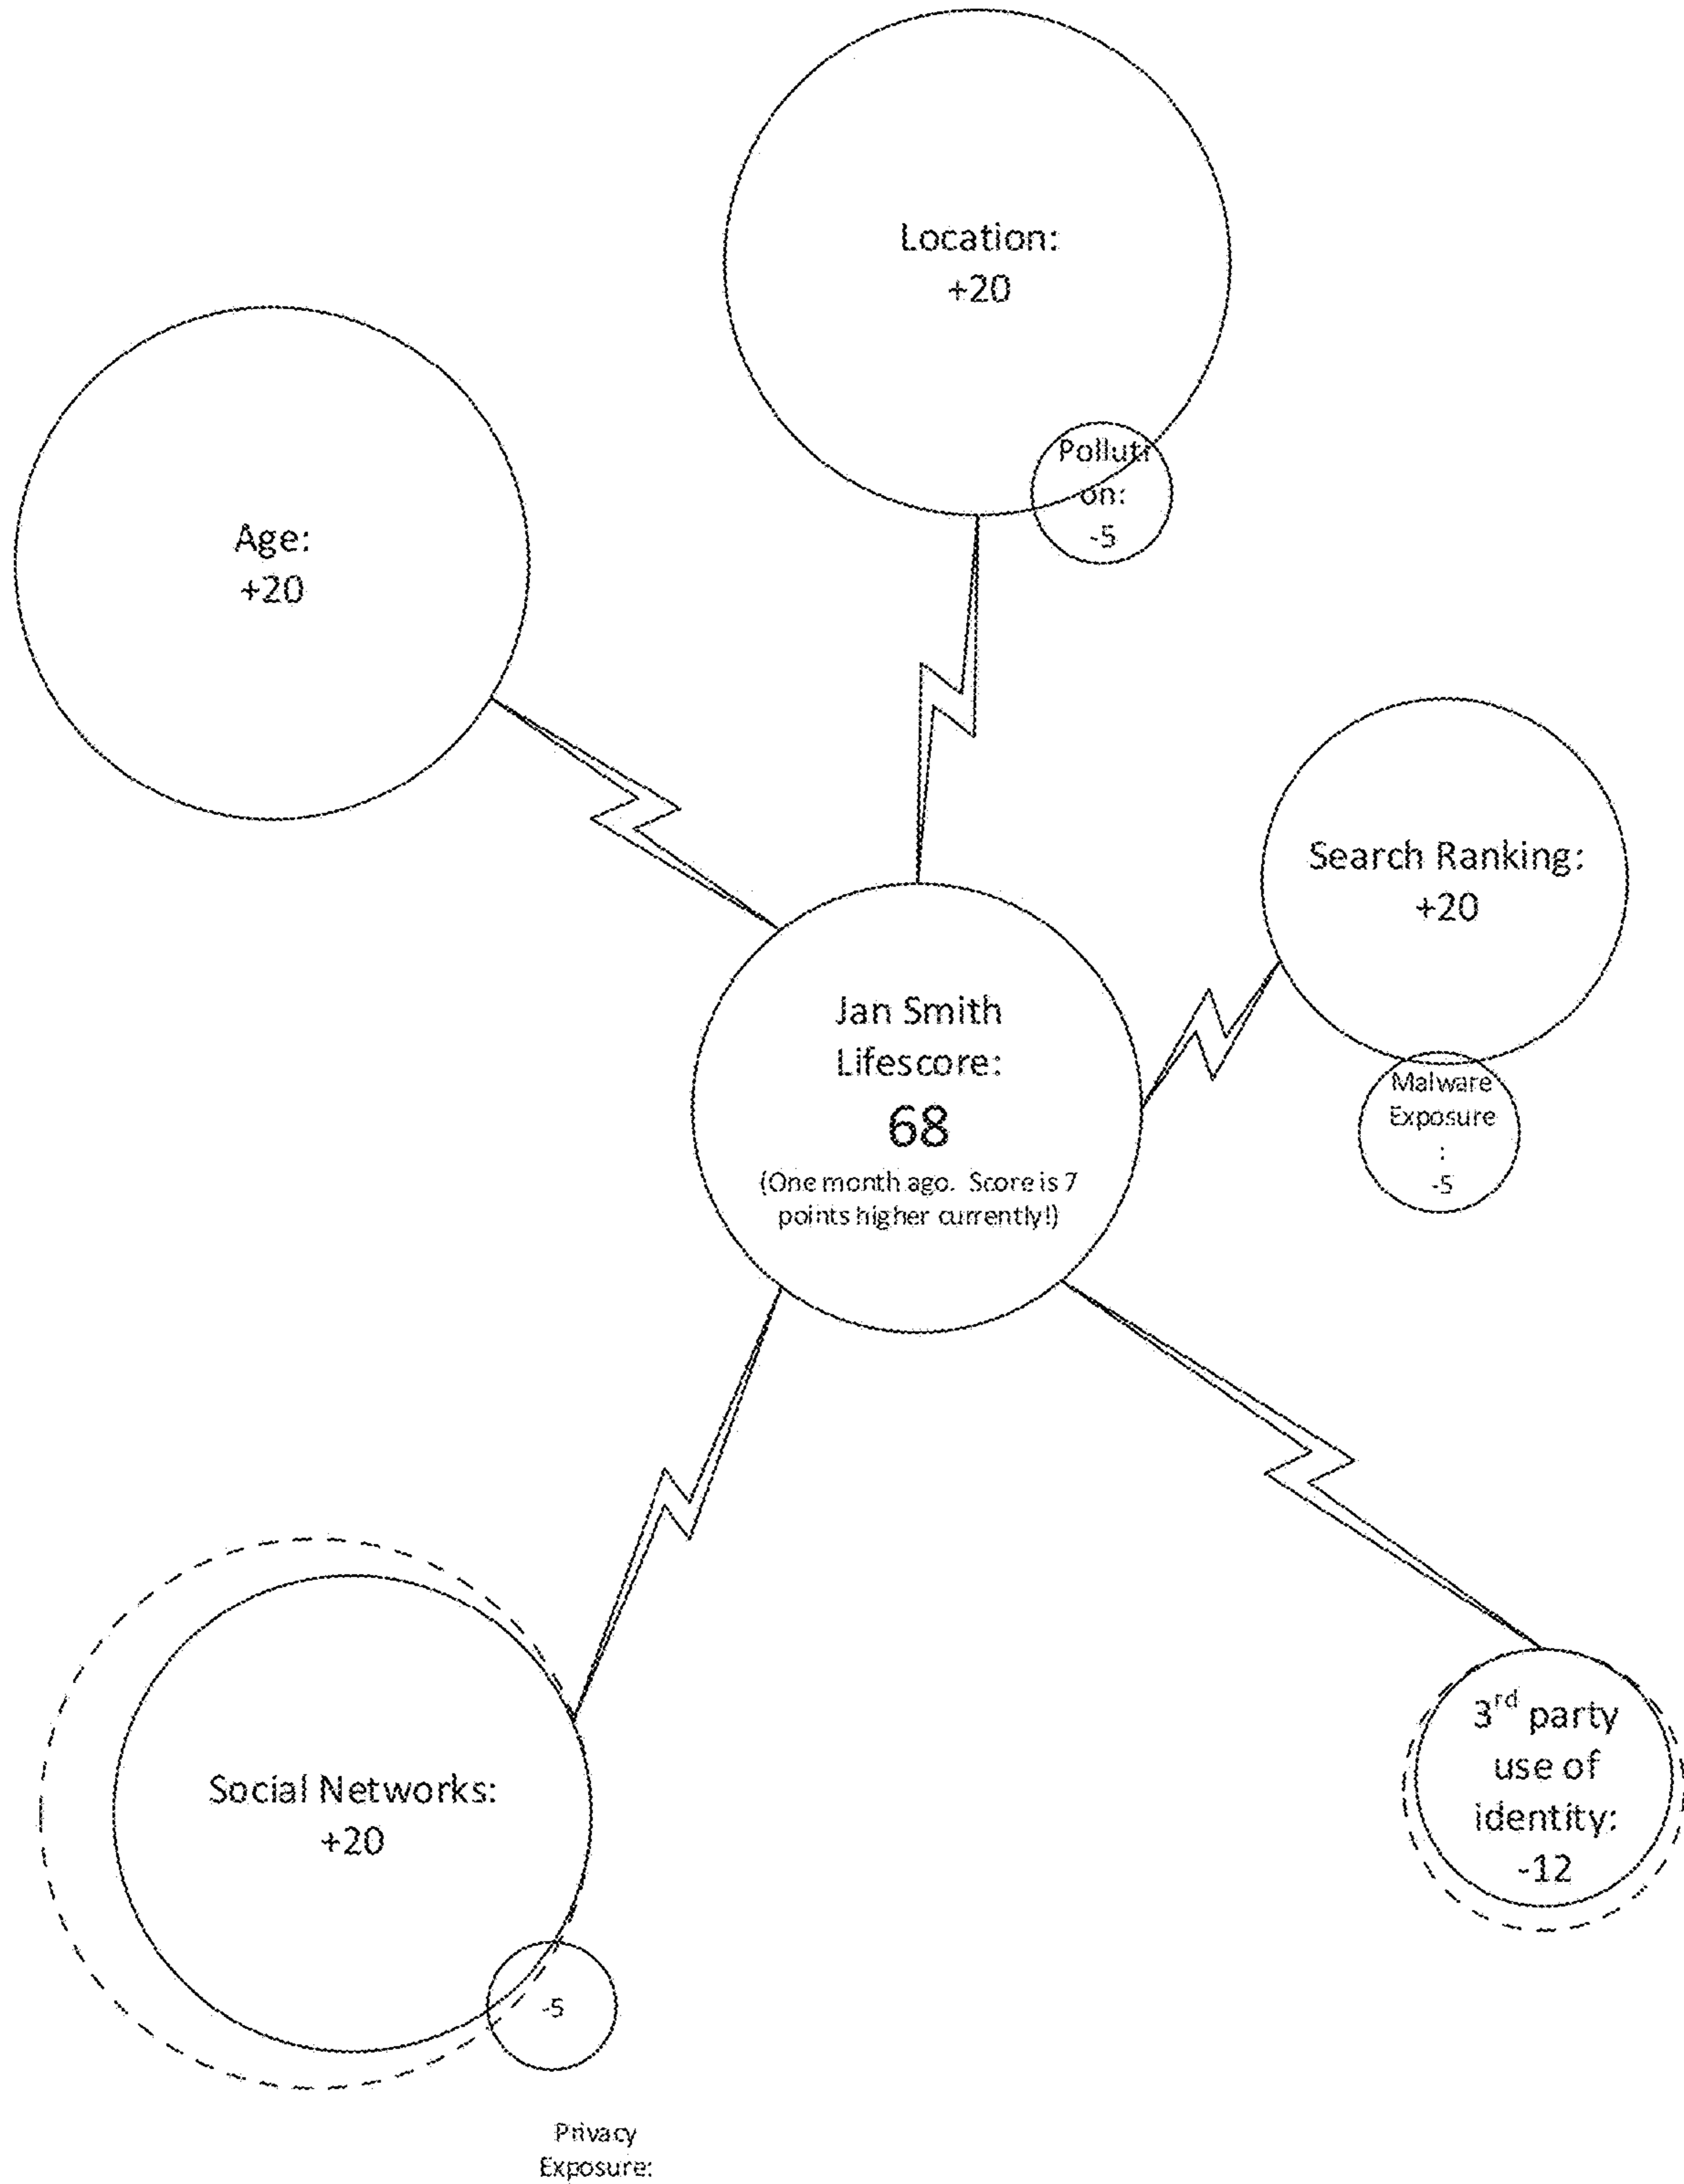 Location:
+20
Polluti
on:
-5
Age:
+20
Search Ranking:
+20
Malware
Exposure
:
-5
Jan Smith
Lifescore:
68
(One month ago. Score is 7
points higher currently!)
3rd party
use of
identity:
-12
Social Networks:
+20
-5
Privacy
Exposure: